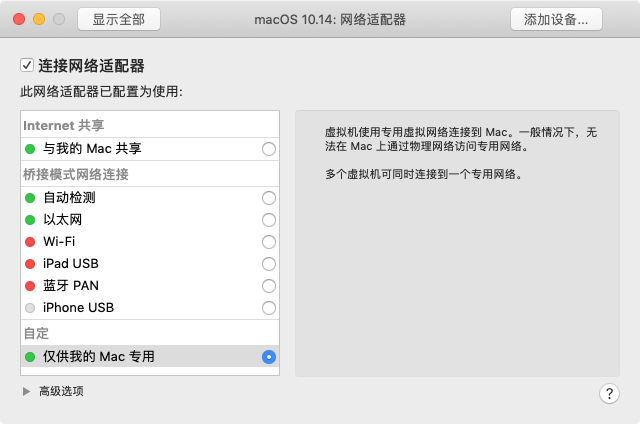 显示全部
macOS 10.14: 网络适配器
添加设备...
连接网络适配器
此网络适配器已配置为使用:
Internet 共享
与我的 Mac 共享
桥接模式网络连接
自动检测
以太网
Wi-Fi
iPad USB
蓝牙 PAN
iPhone USB
自定
仅供我的 Mac 专用
虚拟机使用专用虚拟网络连接到 Mac。一般情况下，无
法在 Mac 上通过物理网络访问专用网络。
多个虚拟机可同时连接到一个专用网络。
高级选项
?